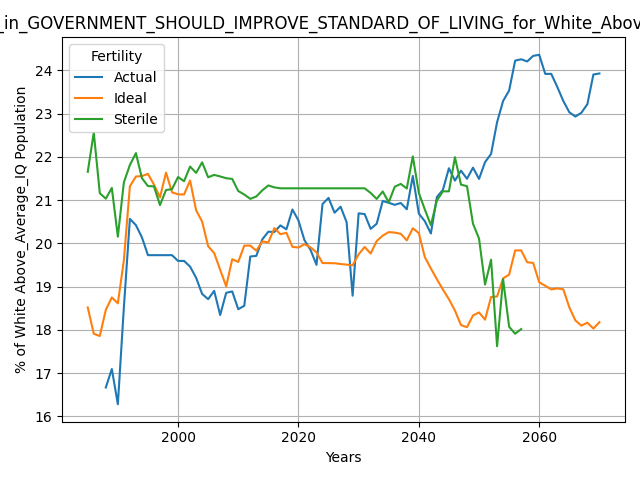 _in_GOVERNMENT_SHOULD_IMPROVE_STANDARD_OF_LIVING_for_White_Abov
Fertility
Actual
Ideal
Sterile
% of White Above_Average_IQ Population
24
23
22
21
20
19
18
17
16
2000 2020 2040 2060
Years